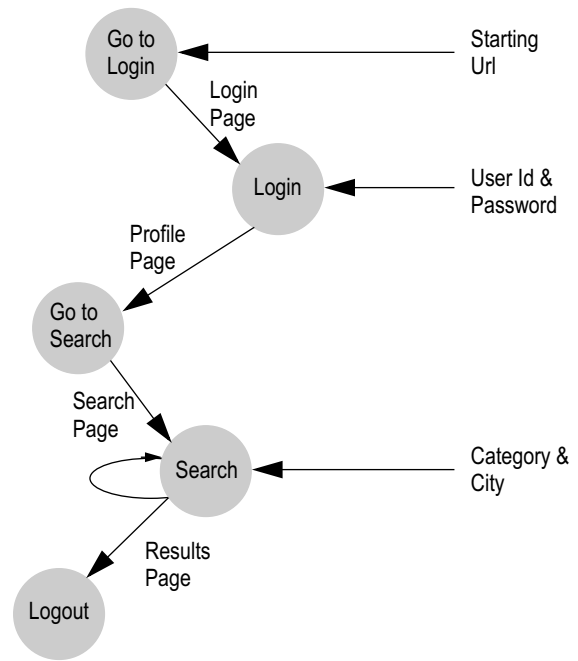 Go to
Login
Starting
Url
Login
Page
Login
User Id &
Password
Profile
Page
Go to
Search
Search
Page
Search
Category &
City
Results
Page
Logout